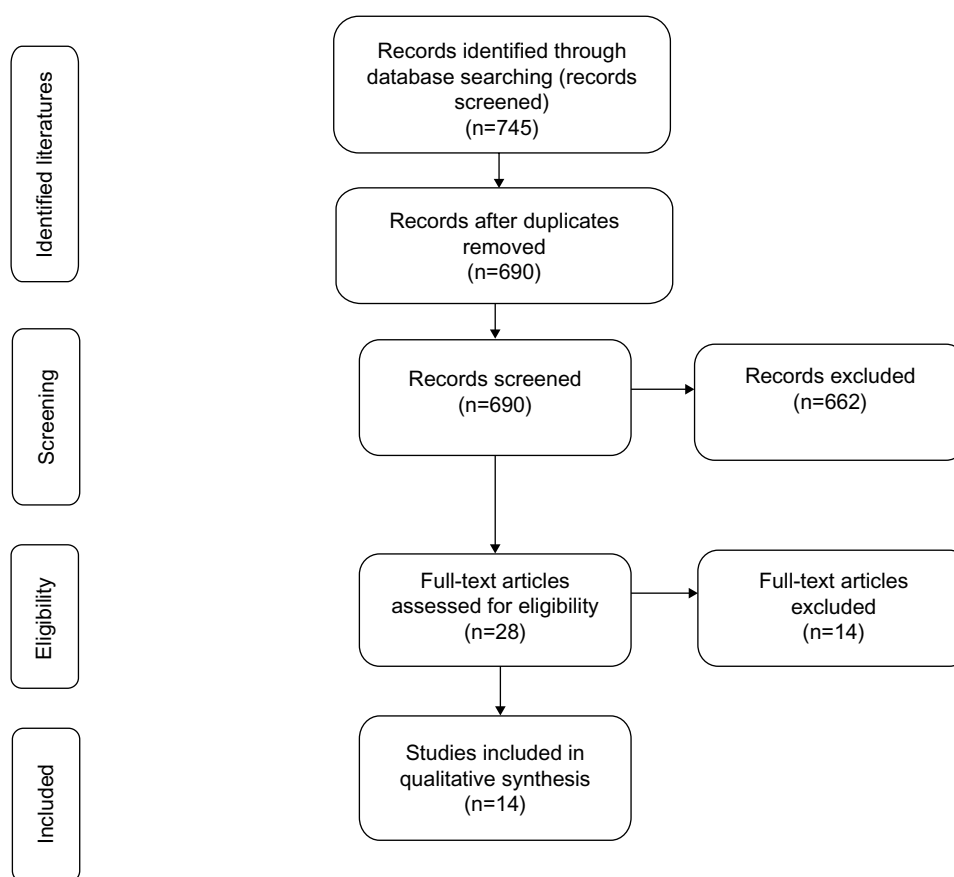 Identified literatures
Records identified through
database searching (records
screened)
(n=745)
Records after duplicates
removed
(n=690)
Screening
Records screened
(n=690)
Records excluded
(n=662)
Eligibility
Full-text articles
assessed for eligibility
(n=28)
Full-text articles
excluded
(n=14)
Included
Studies included in
qualitative synthesis
(n=14)